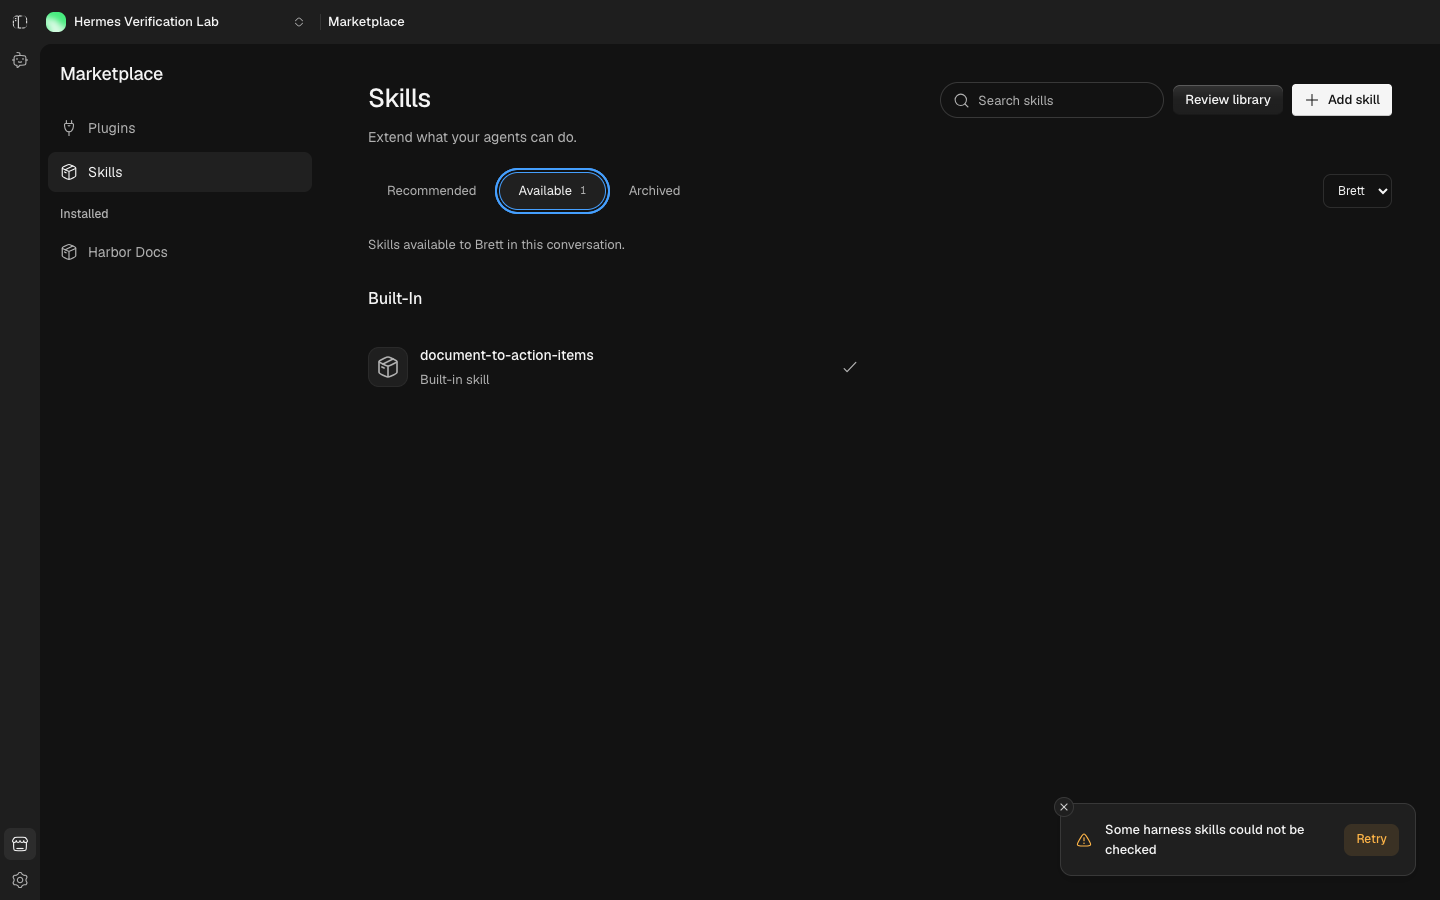 Hermes Verification Lab
Marketplace
Marketplace
Plugins
Skills
Installed
Harbor Docs
Skills
Extend what your agents can do.
Search skills
Review library
Add skill
Recommended
Available 1
Archived
Brett
Skills available to Brett in this conversation.
Built-In
document-to-action-items
Built-in skill
Some harness skills could not be
checked
Retry